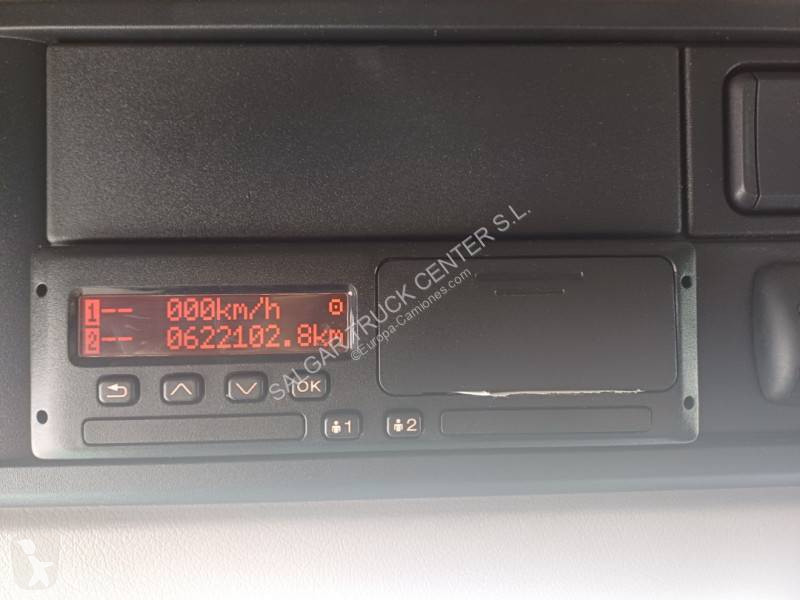 1 -- 000km/h
2 -- 0622102.8km
OK
1 2
SALGAR TRUCK CENTER S.L.
©Europa-Camiones.com